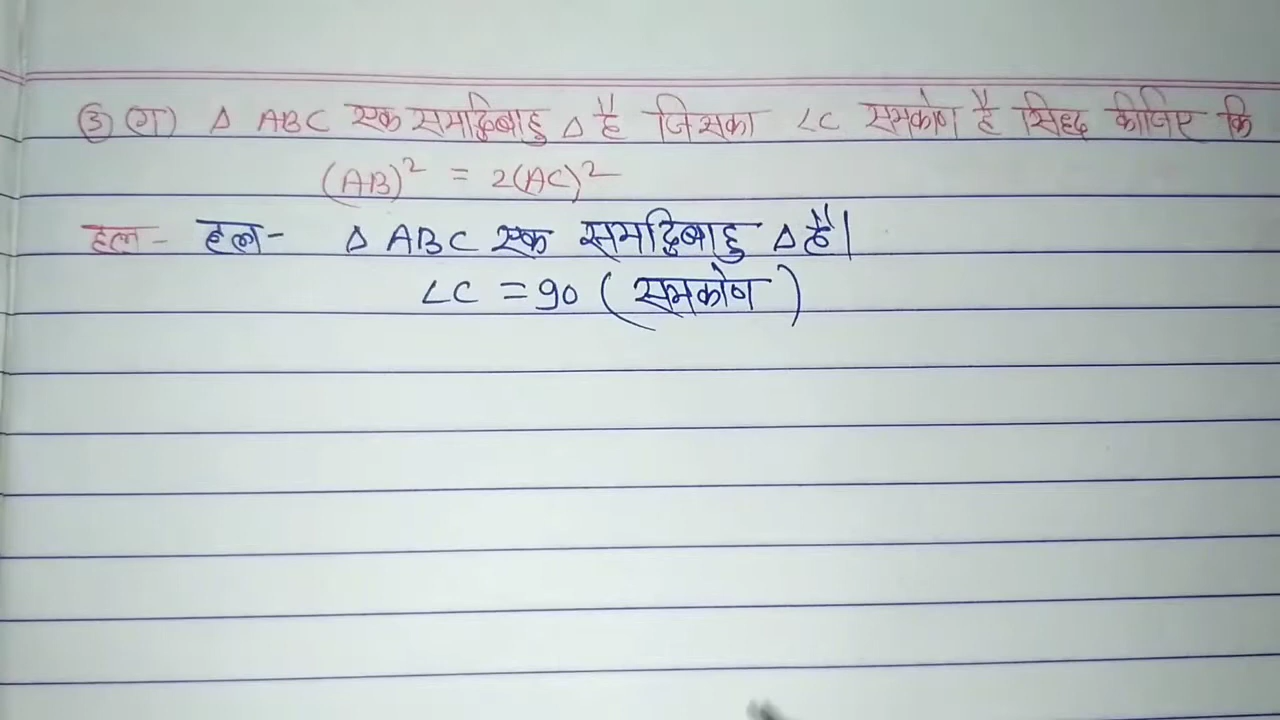 ③ (ग) Δ ABC एक समद्विबाहु Δ है जिसका ∠C समकोण है सिद्ध कीजिए कि
(AB)² = 2(AC)²
हल- हल- Δ ABC एक समद्विबाहु Δ है।
∠C = 90 (समकोण)